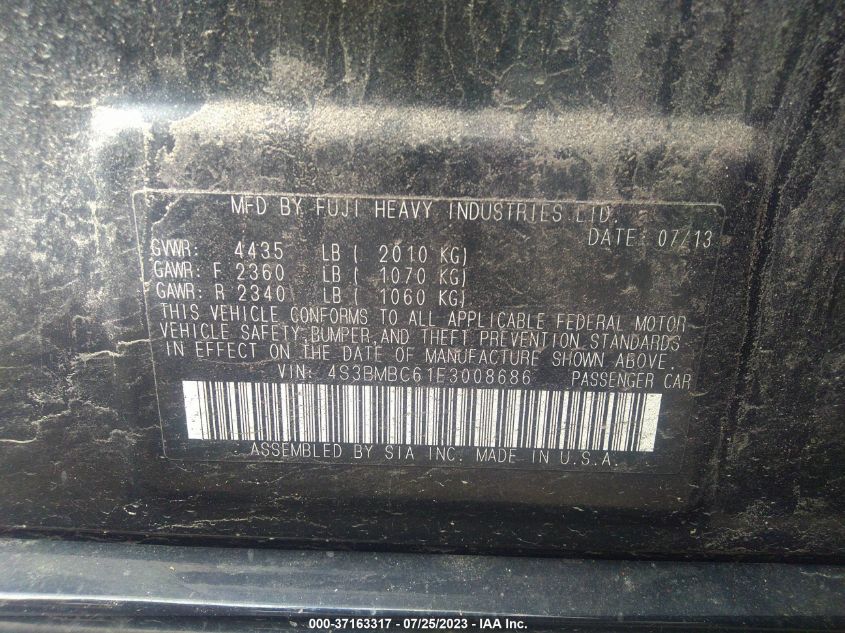 MFD BY FUJI HEAVY INDUSTRIES LTD.
DATE: 07/13
GVWR: 4435 LB ( 2010 KG)
GAWR: F 2360 LB ( 1070 KG)
GAWR: R 2340 LB ( 1060 KG)
THIS VEHICLE CONFORMS TO ALL APPLICABLE FEDERAL MOTOR
VEHICLE SAFETY,BUMPER,AND THEFT PREVENTION STANDARDS
IN EFFECT ON THE DATE OF MANUFACTURE SHOWN ABOVE.
VIN: 4S3BMBC61E3008686 PASSENGER CAR
ASSEMBLED BY SIA INC. MADE IN U.S.A.
000-37163317 - 07/25/2023 - IAA Inc.